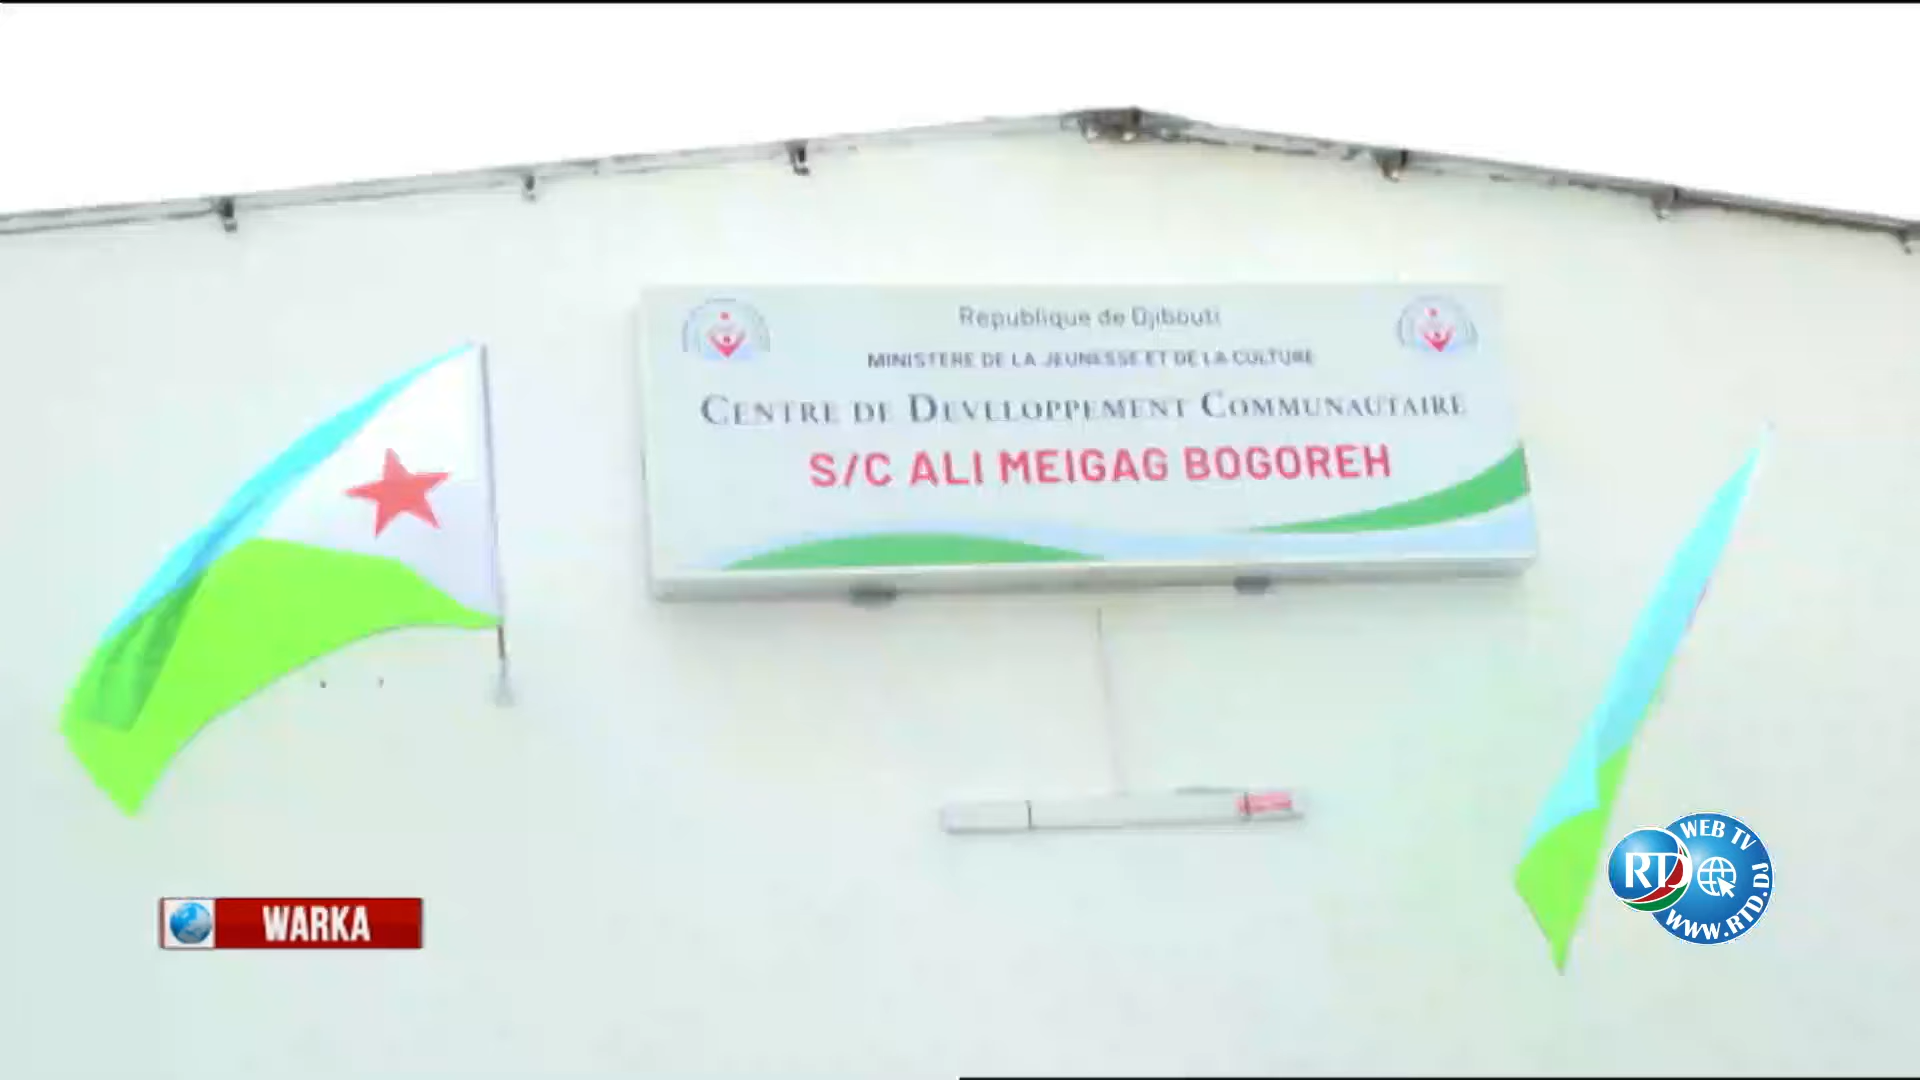 Republique de Djibouti
MINISTERE DE LA JEUNESSE ET DE LA CULTURE
CENTRE DE DEVELOPPEMENT COMMUNAUTAIRE
S/C ALI MEIGAG BOGOREH
WARKA
RTD
WEB TV
WWW.RTD.DJ